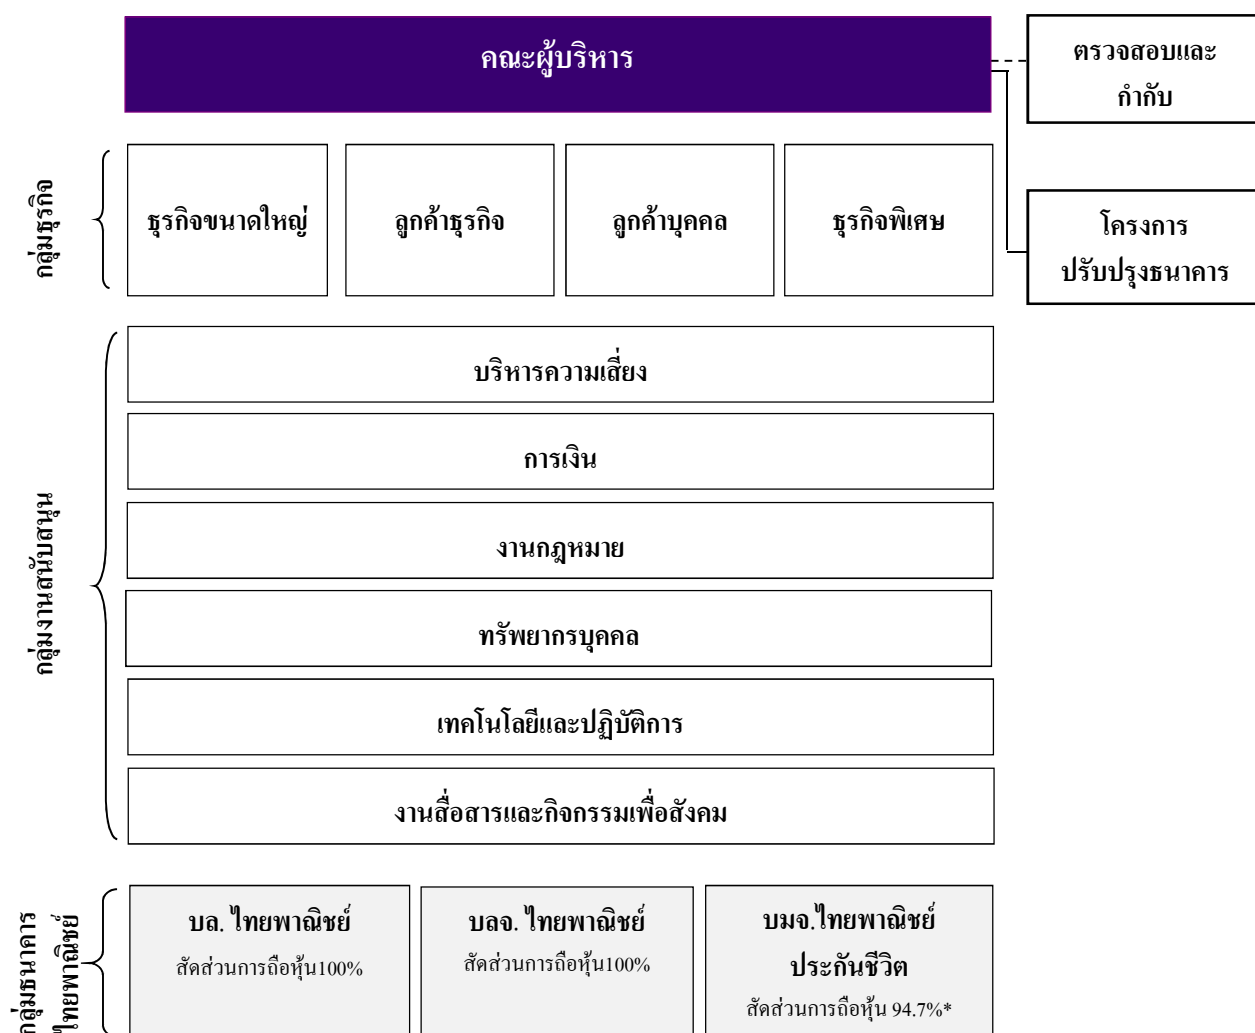 คณะผู้บริหาร
ตรวจสอบและ
กำกับ
กลุ่มธุรกิจ
ธุรกิจขนาดใหญ่
ลูกค้าธุรกิจ
ลูกค้าบุคคล
ธุรกิจพิเศษ
โครงการ
ปรับปรุงธนาคาร
กลุ่มงานสนับสนุน
บริหารความเสี่ยง
การเงิน
งานกฎหมาย
ทรัพยากรบุคคล
เทคโนโลยีและปฏิบัติการ
งานสื่อสารและกิจกรรมเพื่อสังคม
กลุ่มธนาคาร
ไทยพาณิชย์
บล. ไทยพาณิชย์
สัดส่วนการถือหุ้น100%
บลจ. ไทยพาณิชย์
สัดส่วนการถือหุ้น100%
บมจ.ไทยพาณิชย์
ประกันชีวิต
สัดส่วนการถือหุ้น 94.7%*